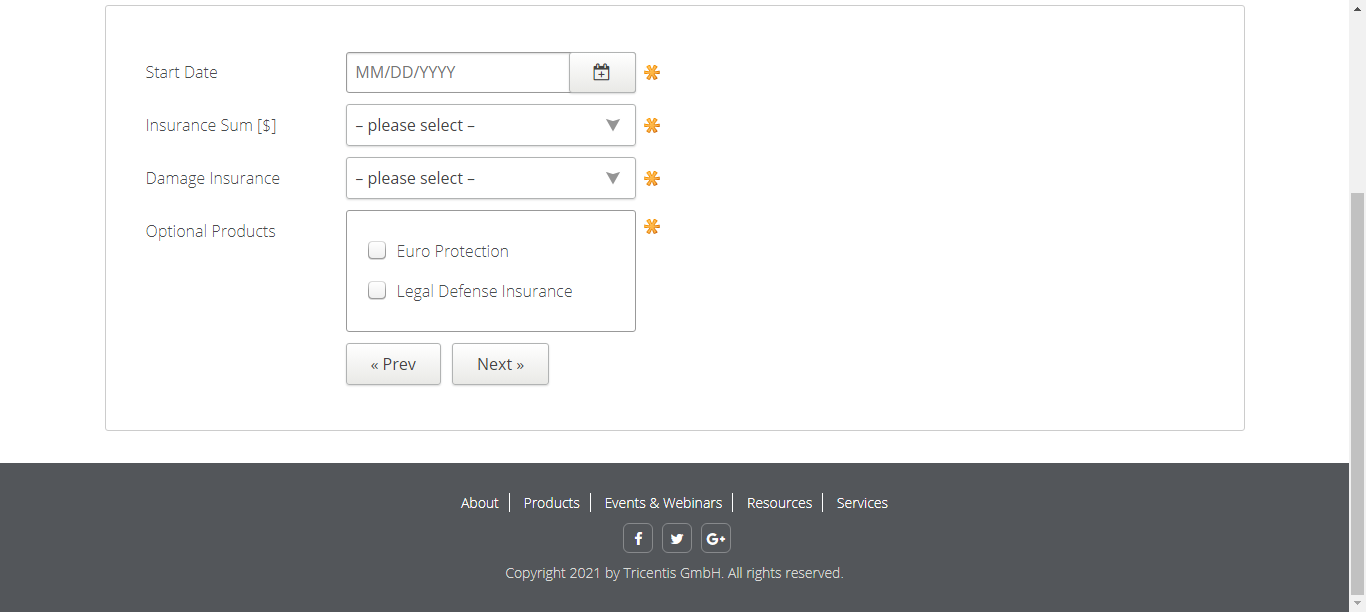 Start Date MM/DD/YYYY
Insurance Sum [$] – please select –
Damage Insurance – please select –
Optional Products
Euro Protection
Legal Defense Insurance
« Prev Next »
About Products Events & Webinars Resources Services
f G+
Copyright 2021 by Tricentis GmbH. All rights reserved.